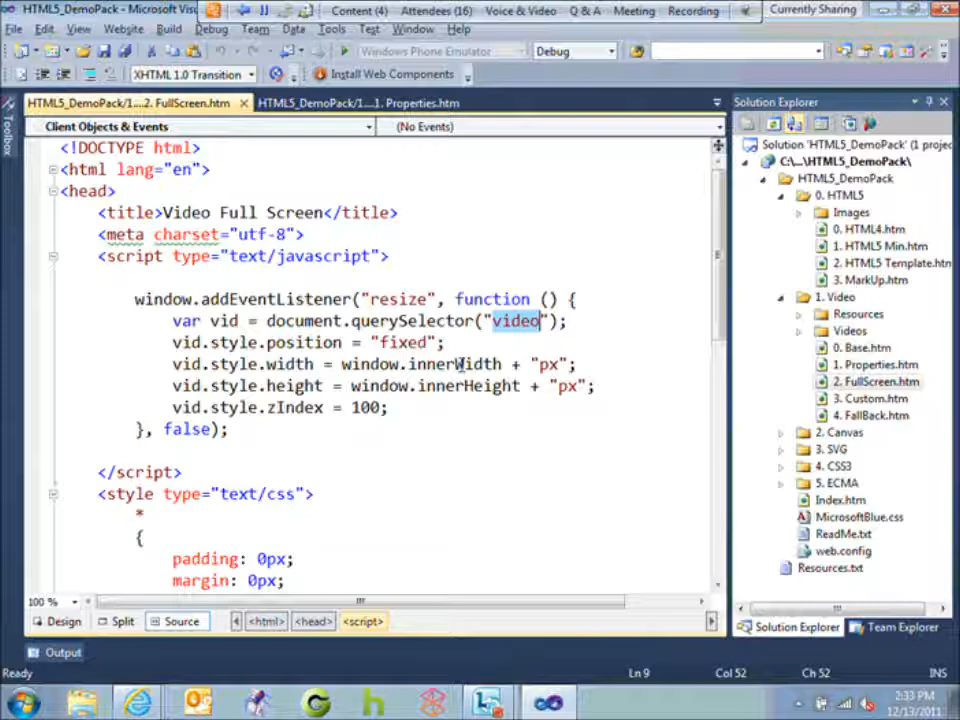 HTML5_DemoPack - Microsoft Visu
Content (4) Attendees (16) Voice & Video Q & A Meeting Recording
Currently Sharing
File Edit View Website Build Debug Team Data Tools Test Window Help
Windows Phone Emulator Debug
XHTML 1.0 Transition Install Web Components
HTML5_DemoPack/1....2. FullScreen.htm HTML5_DemoPack/1....1. Properties.htm
Client Objects & Events (No Events)
Toolbox
<!DOCTYPE html>
<html lang="en">
<head>
<title>Video Full Screen</title>
<meta charset="utf-8">
<script type="text/javascript">
window.addEventListener("resize", function () {
var vid = document.querySelector("video");
vid.style.position = "fixed";
vid.style.width = window.innerWidth + "px";
vid.style.height = window.innerHeight + "px";
vid.style.zIndex = 100;
}, false);
</script>
<style type="text/css">
*
{
padding: 0px;
margin: 0px;
100 %
Design Split Source <html> <head> <script>
Solution Explorer
Solution 'HTML5_DemoPack' (1 projec
C:\...\HTML5_DemoPack\
HTML5_DemoPack
0. HTML5
Images
0. HTML4.htm
1. HTML5 Min.htm
2. HTML5 Template.htn
3. MarkUp.htm
1. Video
Resources
Videos
0. Base.htm
1. Properties.htm
2. FullScreen.htm
3. Custom.htm
4. FallBack.htm
2. Canvas
3. SVG
4. CSS3
5. ECMA
Index.htm
MicrosoftBlue.css
ReadMe.txt
web.config
Resources.txt
Solution Explorer Team Explorer
Output
Ready Ln 9 Col 52 Ch 52 INS
2:33 PM
12/13/2011